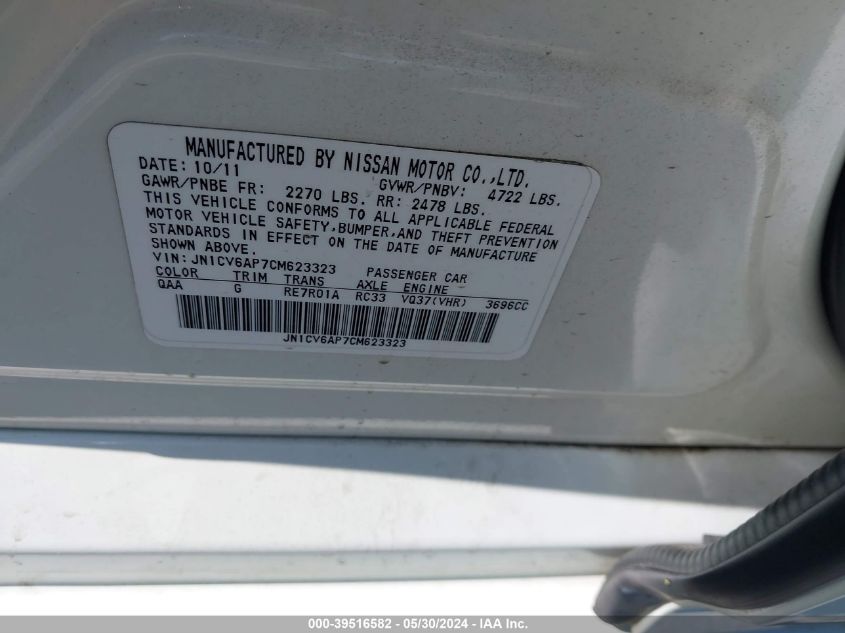 MANUFACTURED BY NISSAN MOTOR CO.,LTD.
DATE: 10/11 GVWR/PNBV: 4722 LBS.
GAWR/PNBE FR: 2270 LBS. RR: 2478 LBS.
THIS VEHICLE CONFORMS TO ALL APPLICABLE FEDERAL
MOTOR VEHICLE SAFETY,BUMPER,AND THEFT PREVENTION
STANDARDS IN EFFECT ON THE DATE OF MANUFACTURE
SHOWN ABOVE.
VIN: JN1CV6AP7CM623323 PASSENGER CAR
COLOR TRIM TRANS AXLE ENGINE
QAA G RE7R01A RC33 VQ37(VHR) 3696CC
JN1CV6AP7CM623323
000-39516582 - 05/30/2024 - IAA Inc.